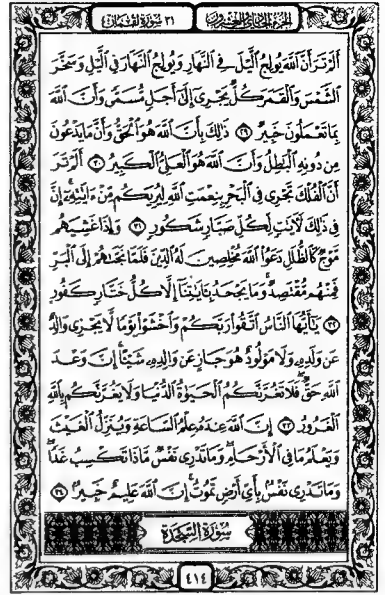 الجزء الحادي والعشرون
٣١ سورة لقمان
أَلَمْ تَرَ أَنَّ ٱللَّهَ يُولِجُ ٱلَّيْلَ فِى ٱلنَّهَارِ وَيُولِجُ ٱلنَّهَارَ فِى ٱلَّيْلِ وَسَخَّرَ
ٱلشَّمْسَ وَٱلْقَمَرَ كُلٌّ يَجْرِىٓ إِلَىٰٓ أَجَلٍ مُّسَمًّى وَأَنَّ ٱللَّهَ
بِمَا تَعْمَلُونَ خَبِيرٌ ٢٩ ذَٰلِكَ بِأَنَّ ٱللَّهَ هُوَ ٱلْحَقُّ وَأَنَّ مَا يَدْعُونَ
مِن دُونِهِ ٱلْبَٰطِلُ وَأَنَّ ٱللَّهَ هُوَ ٱلْعَلِىُّ ٱلْكَبِيرُ ٣٠ أَلَمْ تَرَ
أَنَّ ٱلْفُلْكَ تَجْرِى فِى ٱلْبَحْرِ بِنِعْمَتِ ٱللَّهِ لِيُرِيَكُم مِّنْ ءَايَٰتِهِۦٓ إِنَّ
فِى ذَٰلِكَ لَءَايَٰتٍ لِّكُلِّ صَبَّارٍ شَكُورٍ ٣١ وَإِذَا غَشِيَهُم
مَّوْجٌ كَٱلظُّلَلِ دَعَوُا۟ ٱللَّهَ مُخْلِصِينَ لَهُ ٱلدِّينَ فَلَمَّا نَجَّىٰهُمْ إِلَى ٱلْبَرِّ
فَمِنْهُم مُّقْتَصِدٌ وَمَا يَجْحَدُ بِـَٔايَٰتِنَآ إِلَّا كُلُّ خَتَّارٍ كَفُورٍ
٣٢ يَٰٓأَيُّهَا ٱلنَّاسُ ٱتَّقُوا۟ رَبَّكُمْ وَٱخْشَوْا۟ يَوْمًا لَّا يَجْزِى وَالِدٌ
عَن وَلَدِهِۦ وَلَا مَوْلُودٌ هُوَ جَازٍ عَن وَالِدِهِۦ شَيْـًٔا إِنَّ وَعْدَ
ٱللَّهِ حَقٌّ فَلَا تَغُرَّنَّكُمُ ٱلْحَيَوٰةُ ٱلدُّنْيَا وَلَا يَغُرَّنَّكُم بِٱللَّهِ
ٱلْغَرُورُ ٣٣ إِنَّ ٱللَّهَ عِندَهُۥ عِلْمُ ٱلسَّاعَةِ وَيُنَزِّلُ ٱلْغَيْثَ
وَيَعْلَمُ مَا فِى ٱلْأَرْحَامِ وَمَا تَدْرِى نَفْسٌ مَّاذَا تَكْسِبُ غَدًا
وَمَا تَدْرِى نَفْسٌۢ بِأَىِّ أَرْضٍ تَمُوتُ إِنَّ ٱللَّهَ عَلِيمٌ خَبِيرٌۢ ٣٤
سُورَةُ السَّجْدَةِ
٤١٤